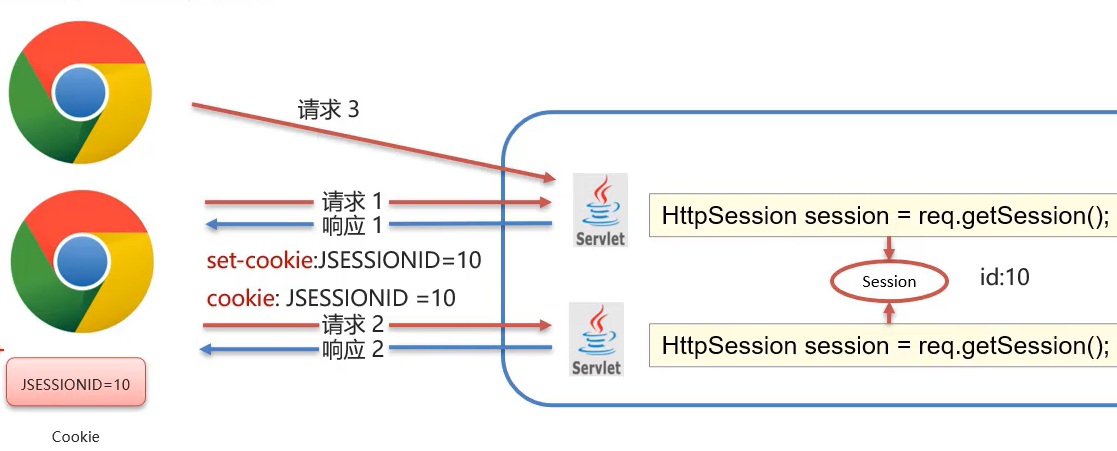 请求 3
请求 1
响应 1
Servlet
HttpSession session = req.getSession();
set-cookie:JSESSIONID=10
Session
id:10
cookie: JSESSIONID =10
请求 2
响应 2
Servlet
HttpSession session = req.getSession();
JSESSIONID=10
Cookie